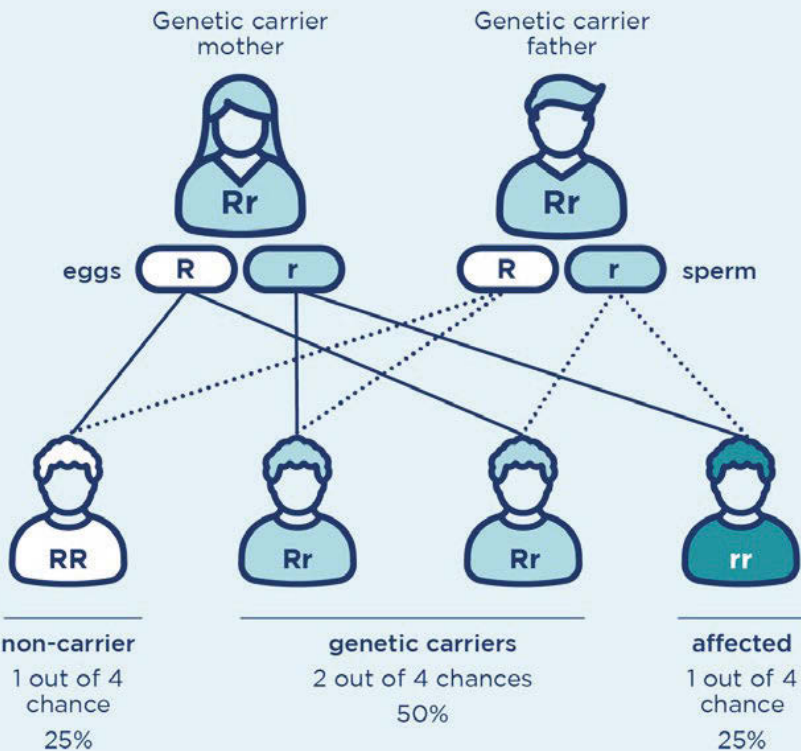 Genetic carrier
mother
Genetic carrier
father
Rr
Rr
eggs
R
r
R
r
sperm
RR
Rr
Rr
rr
non-carrier
1 out of 4
chance
25%
genetic carriers
2 out of 4 chances
50%
affected
1 out of 4
chance
25%